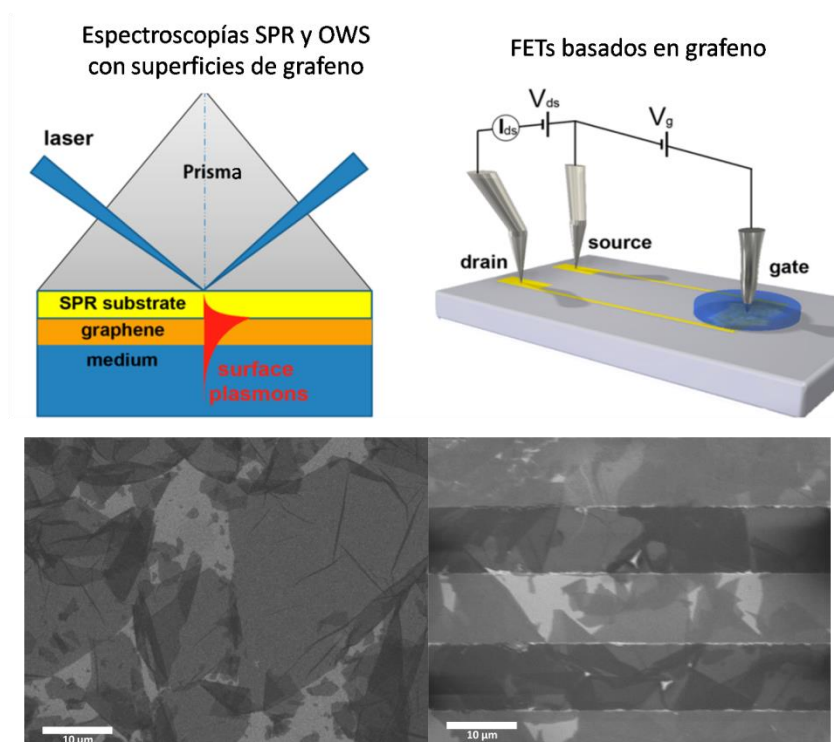 Espectroscopías SPR y OWS
con superficies de grafeno
laser
Prisma
SPR substrate
graphene
medium
surface
plasmons
FETs basados en grafeno
Vds
Ids
Vg
source
drain
gate
10 µm
10 µm